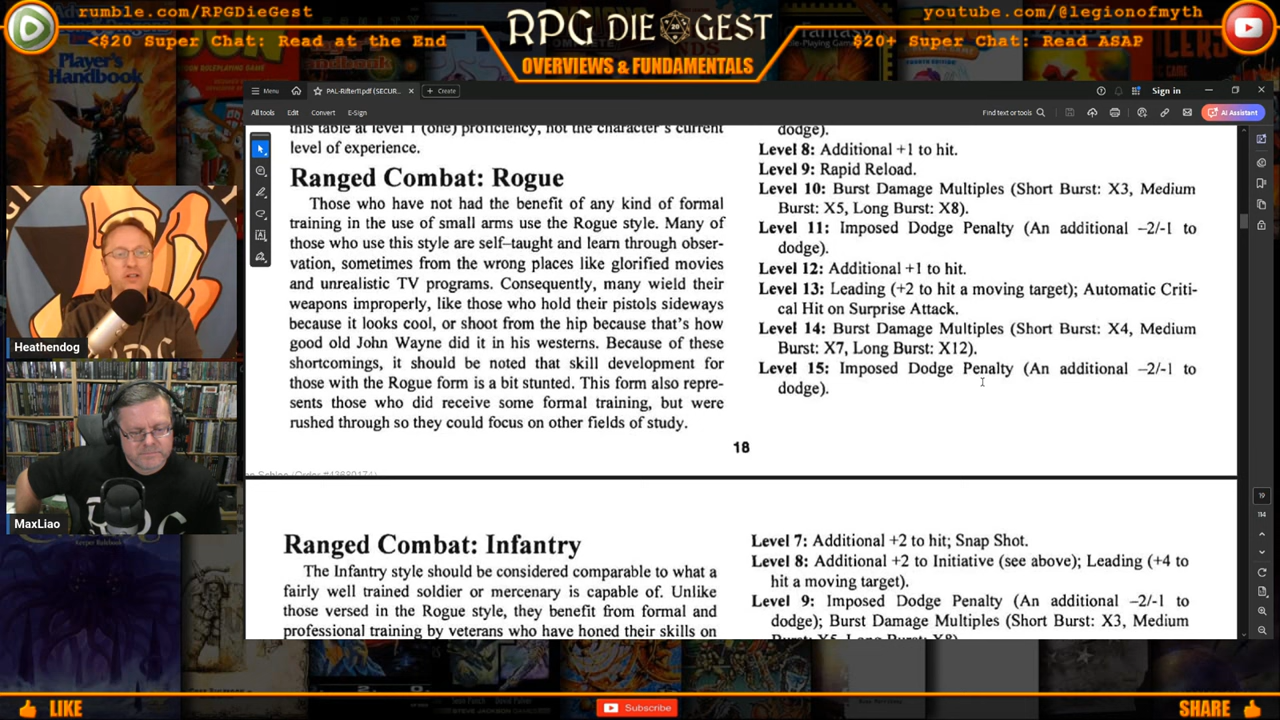 rumble.com/RPGDieGest
<$20 Super Chat: Read at the End
RPG DIE GEST
OVERVIEWS & FUNDAMENTALS
youtube.com/@legionofmyth
$20+ Super Chat: Read ASAP
Player's
Handbook
Menu
PAL-Rifter11.pdf (SECUR...
Create
Sign in
All tools
Edit
Convert
E-Sign
Find text or tools
AI Assistant
this table at level 1 (one) proficiency, not the character's current
level of experience.
Ranged Combat: Rogue
Those who have not had the benefit of any kind of formal
training in the use of small arms use the Rogue style. Many of
those who use this style are self–taught and learn through obser-
vation, sometimes from the wrong places like glorified movies
and unrealistic TV programs. Consequently, many wield their
weapons improperly, like those who hold their pistols sideways
because it looks cool, or shoot from the hip because that's how
good old John Wayne did it in his westerns. Because of these
shortcomings, it should be noted that skill development for
those with the Rogue form is a bit stunted. This form also repre-
sents those who did receive some formal training, but were
rushed through so they could focus on other fields of study.
dodge).
Level 8: Additional +1 to hit.
Level 9: Rapid Reload.
Level 10: Burst Damage Multiples (Short Burst: X3, Medium
Burst: X5, Long Burst: X8).
Level 11: Imposed Dodge Penalty (An additional –2/-1 to
dodge).
Level 12: Additional +1 to hit.
Level 13: Leading (+2 to hit a moving target); Automatic Criti-
cal Hit on Surprise Attack.
Level 14: Burst Damage Multiples (Short Burst: X4, Medium
Burst: X7, Long Burst: X12).
Level 15: Imposed Dodge Penalty (An additional –2/-1 to
dodge).
18
Ranged Combat: Infantry
The Infantry style should be considered comparable to what a
fairly well trained soldier or mercenary is capable of. Unlike
those versed in the Rogue style, they benefit from formal and
professional training by veterans who have honed their skills on
Level 7: Additional +2 to hit; Snap Shot.
Level 8: Additional +2 to Initiative (see above); Leading (+4 to
hit a moving target).
Level 9: Imposed Dodge Penalty (An additional –2/-1 to
dodge); Burst Damage Multiples (Short Burst: X3, Medium
Burst: X5, Long Burst: X8)
19
114
Heathendog
MaxLiao
LIKE
Subscribe
SHARE